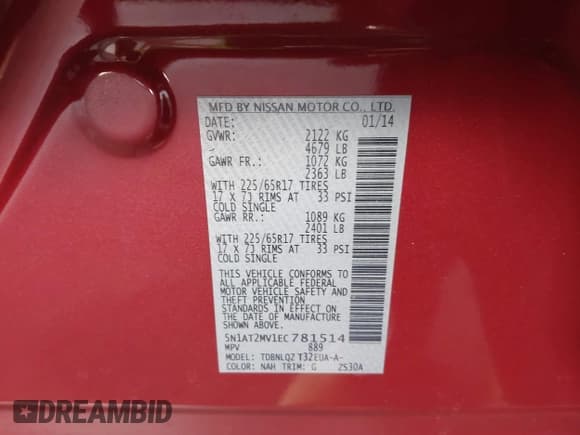 MFD BY NISSAN MOTOR CO., LTD.
DATE: 01/14
GVWR: 2122 KG
4679 LB
GAWR FR.: 1072 KG
2363 LB
WITH 225/65R17 TIRES
17 X 7J RIMS AT 33 PSI
COLD SINGLE
GAWR RR.: 1089 KG
2401 LB
WITH 225/65R17 TIRES
17 X 7J RIMS AT 33 PSI
COLD SINGLE
THIS VEHICLE CONFORMS TO
ALL APPLICABLE FEDERAL
MOTOR VEHICLE SAFETY AND
THEFT PREVENTION
STANDARDS IN EFFECT ON
THE DATE OF MANUFACTURE
SHOWN ABOVE.
5N1AT2MV1EC781514
MPV 889
MODEL: TDBNLQZ T32EUA-A-
COLOR: NAH TRIM: G 2S30A
DREAMBID